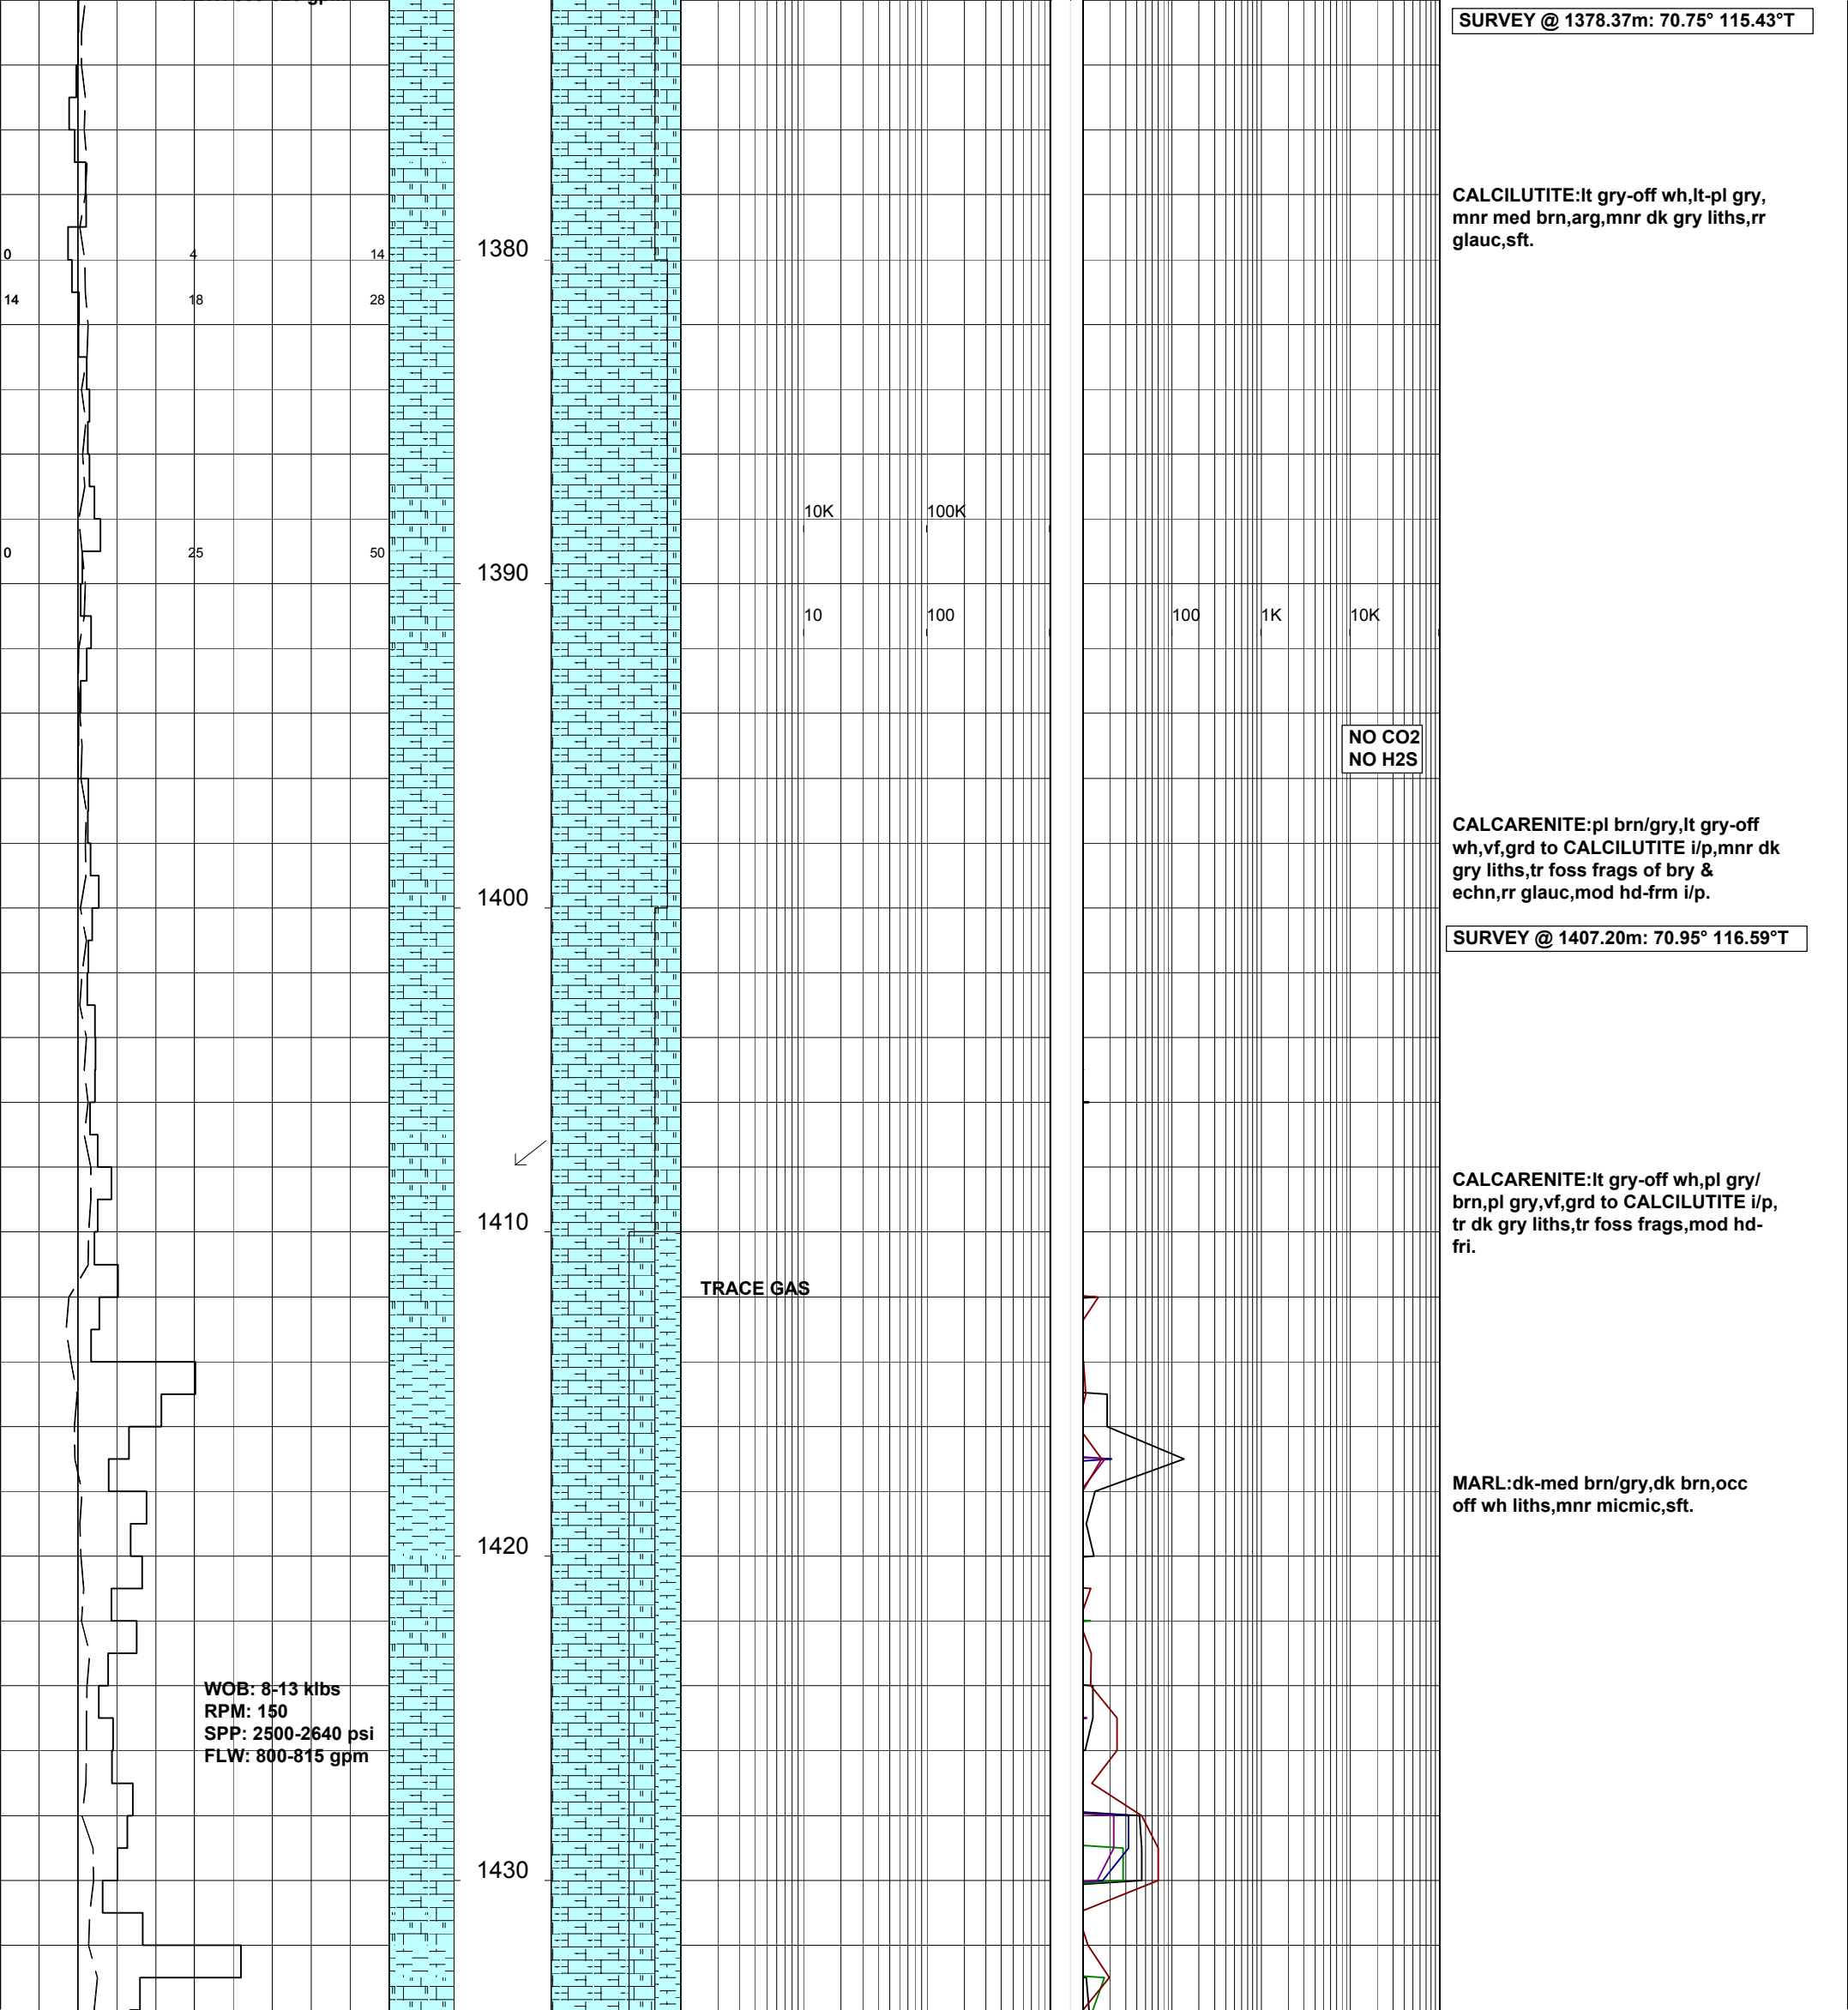 SURVEY @ 1378.37m: 70.75° 115.43°T
CALCILUTITE:lt gry-off wh,lt-pl gry,
mnr med brn,arg,mnr dk gry liths,rr
glauc,sft.
1380
0 4 14
14 18 28
10K 100K
0 25 50
1390
10 100 100 1K 10K
NO CO2
NO H2S
CALCARENITE:pl brn/gry,lt gry-off
wh,vf,grd to CALCILUTITE i/p,mnr dk
gry liths,tr foss frags of bry &
echn,rr glauc,mod hd-frm i/p.
1400
SURVEY @ 1407.20m: 70.95° 116.59°T
CALCARENITE:lt gry-off wh,pl gry/
brn,pl gry,vf,grd to CALCILUTITE i/p,
tr dk gry liths,tr foss frags,mod hd-
fri.
1410
TRACE GAS
MARL:dk-med brn/gry,dk brn,occ
off wh liths,mnr micmic,sft.
1420
WOB: 8-13 klbs
RPM: 150
SPP: 2500-2640 psi
FLW: 800-815 gpm
1430